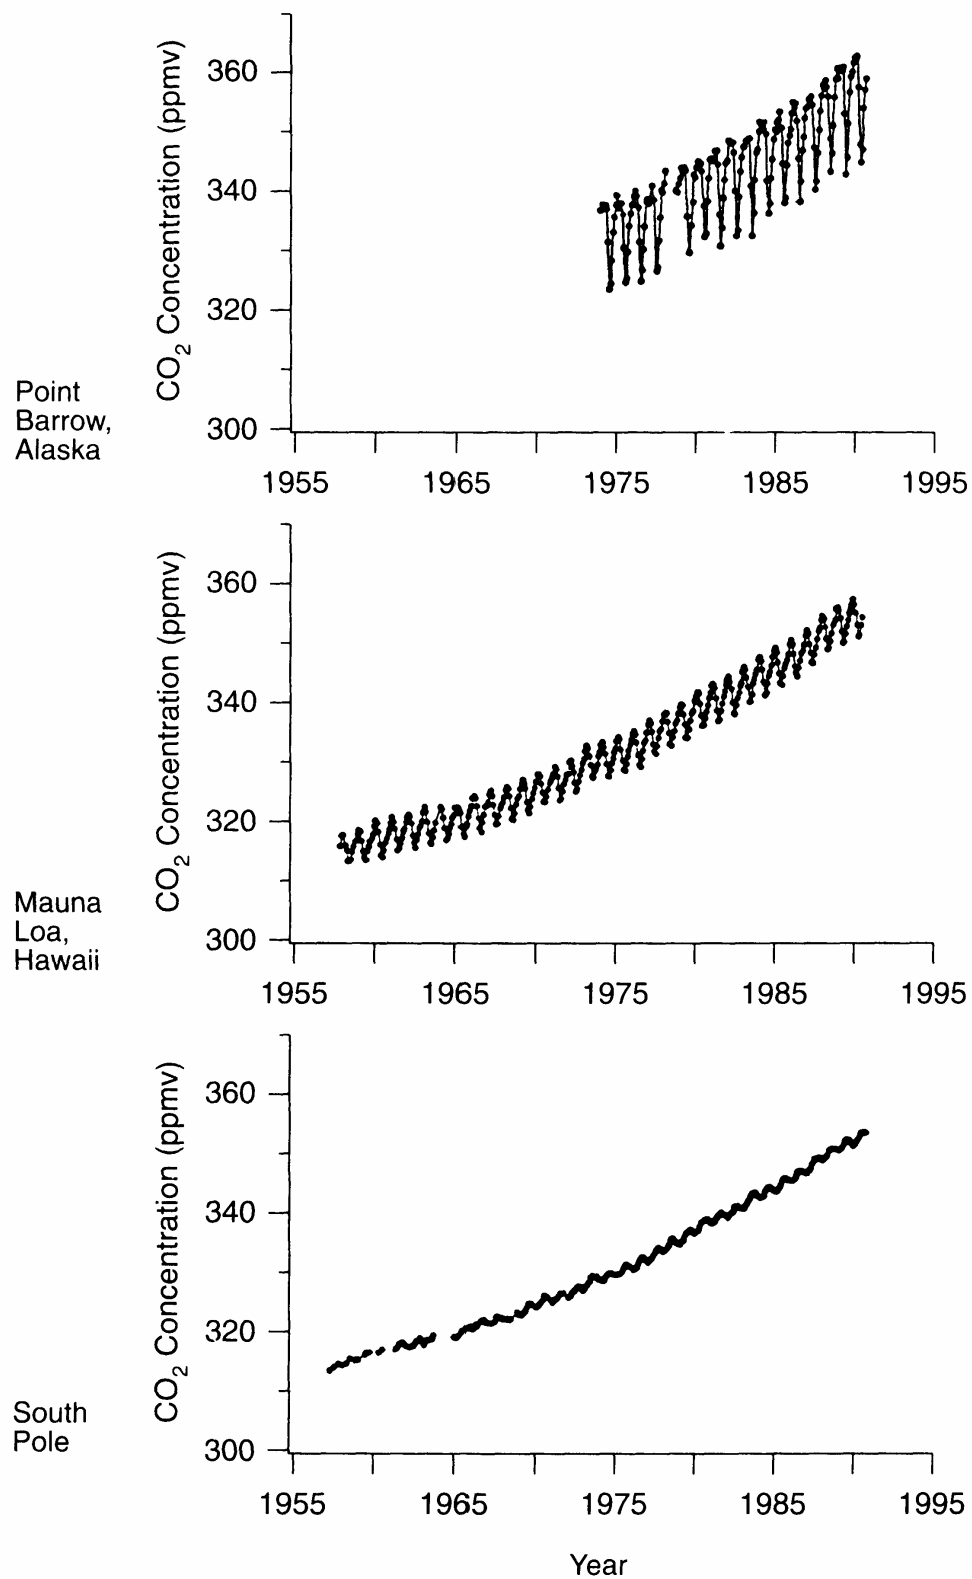 CO2 Concentration (ppmv)
360
340
320
300
Point
Barrow,
Alaska
1955 1965 1975 1985 1995
CO2 Concentration (ppmv)
360
340
320
300
Mauna
Loa,
Hawaii
1955 1965 1975 1985 1995
CO2 Concentration (ppmv)
360
340
320
300
South
Pole
1955 1965 1975 1985 1995
Year